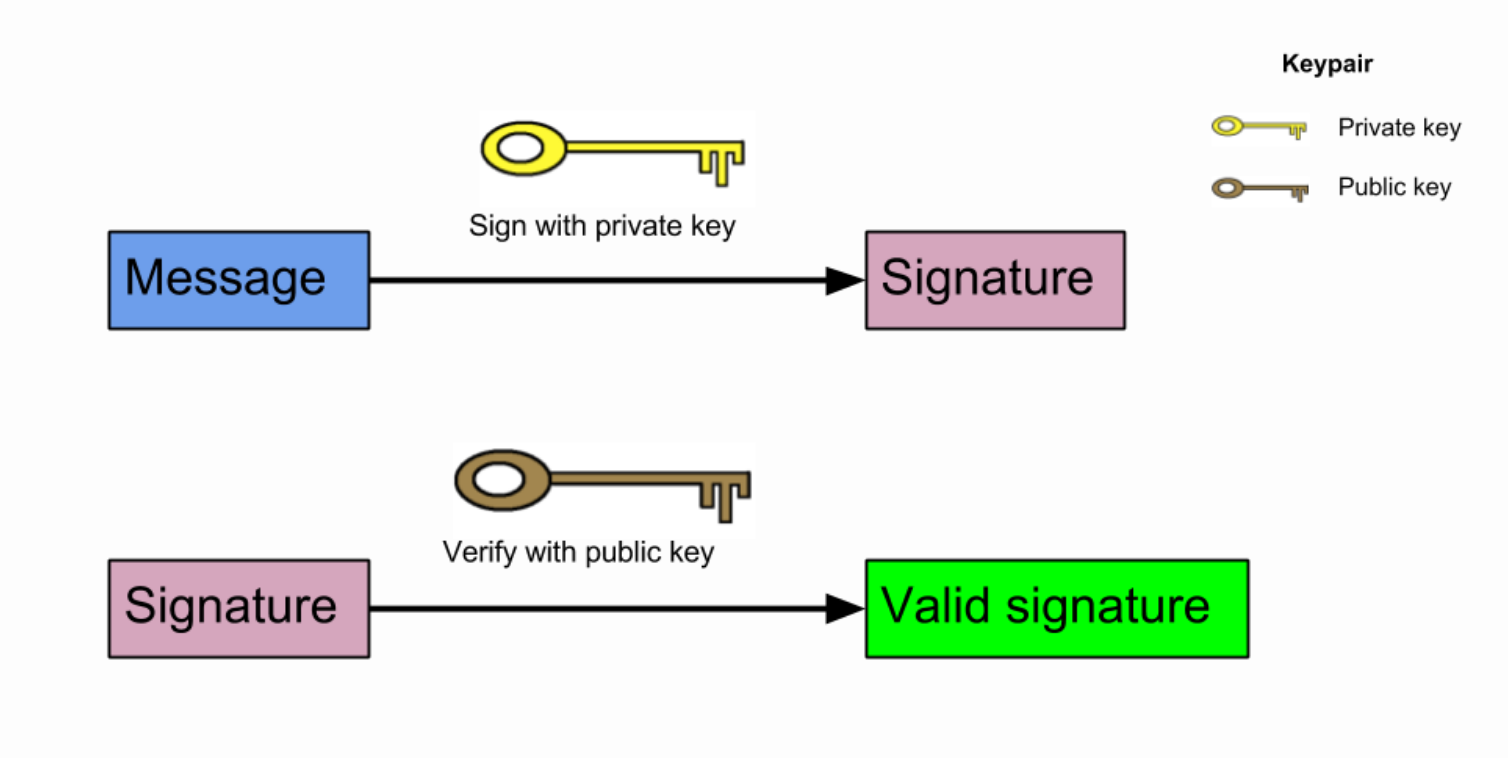 Keypair
Private key
Public key
Sign with private key
Message
Signature
Verify with public key
Signature
Valid signature